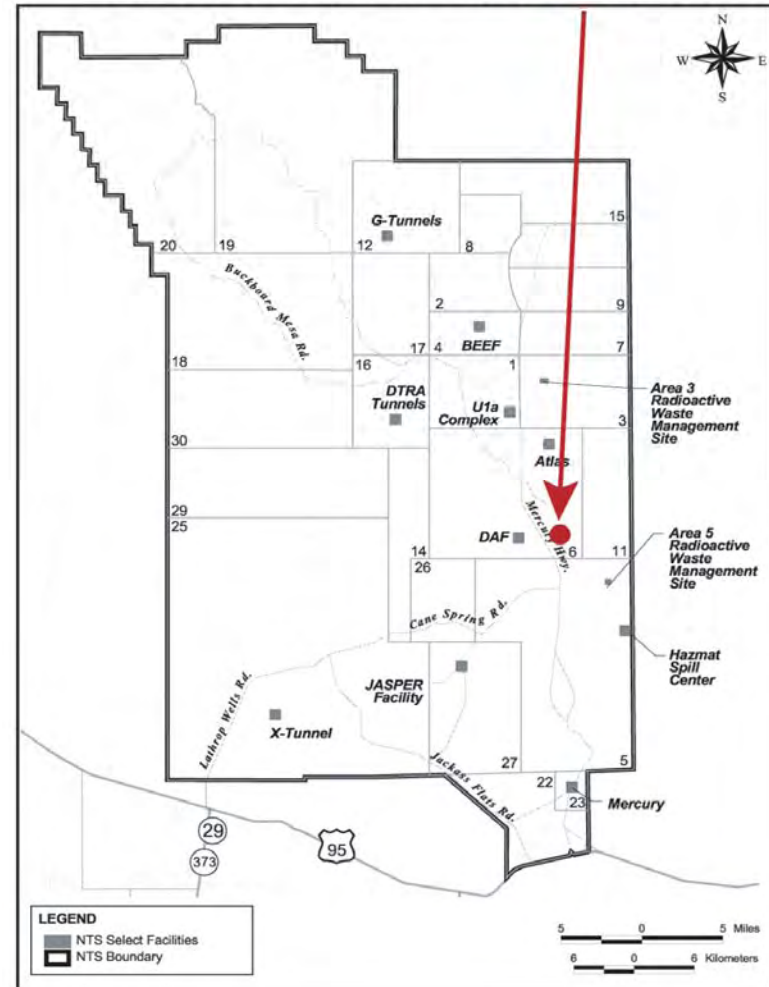 N
W E
S
15
G-Tunnels
20
19
12
8
Buckboard Mesa Rd.
2
9
BEEF
17
4
1
7
18
16
DTRA
Tunnels
U1a
Complex
Area 3
Radioactive
Waste
Management
Site
3
30
Atlas
29
25
Mercury Hwy.
DAF
14
6
11
26
Area 5
Radioactive
Waste
Management
Site
Cane Spring Rd.
Hazmat
Spill
Center
JASPER
Facility
Lathrop Wells Rd.
X-Tunnel
Jackass Flats Rd.
27
5
22
23
Mercury
29
373
95
LEGEND
NTS Select Facilities
NTS Boundary
5 0 5 Miles
6 0 6 Kilometers